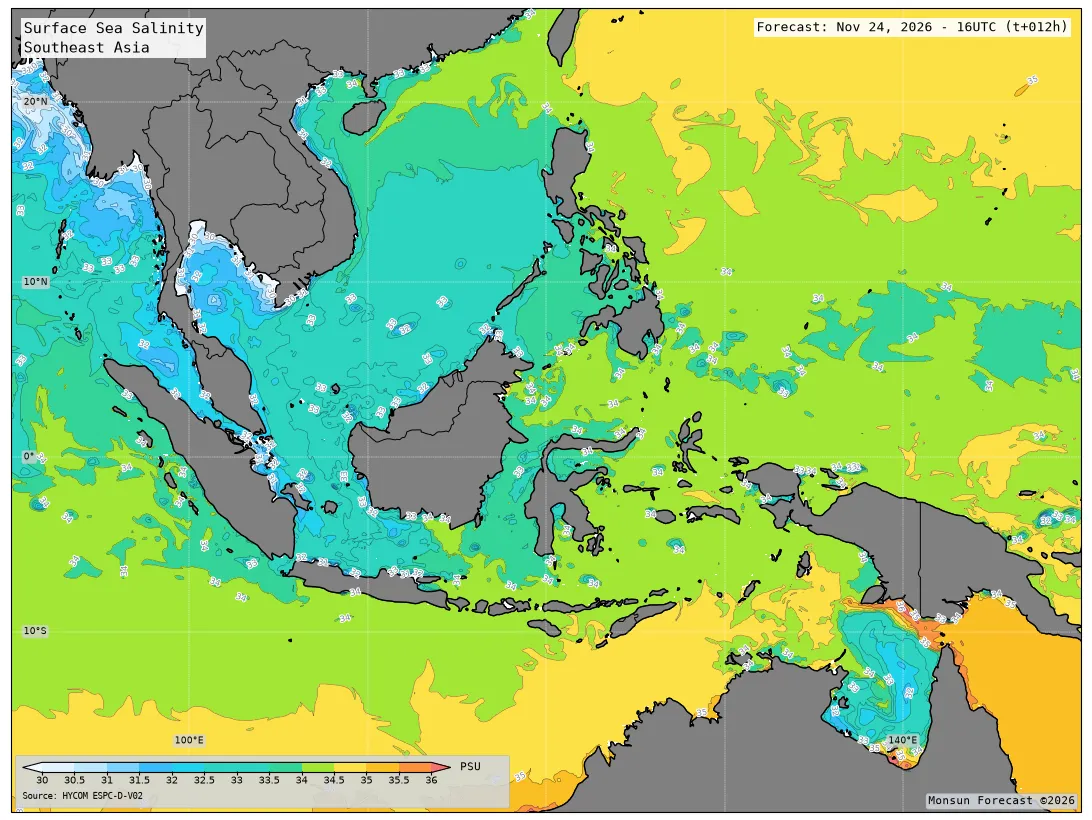 Surface Sea Salinity
Southeast Asia
Forecast: Nov 24, 2026 - 16UTC (t+012h)
20°N
10°N
0°
10°S
100°E
140°E
PSU
30 30.5 31 31.5 32 32.5 33 33.5 34 34.5 35 35.5 36
Source: HYCOM ESPC-D-V02
Monsun Forecast ©2026